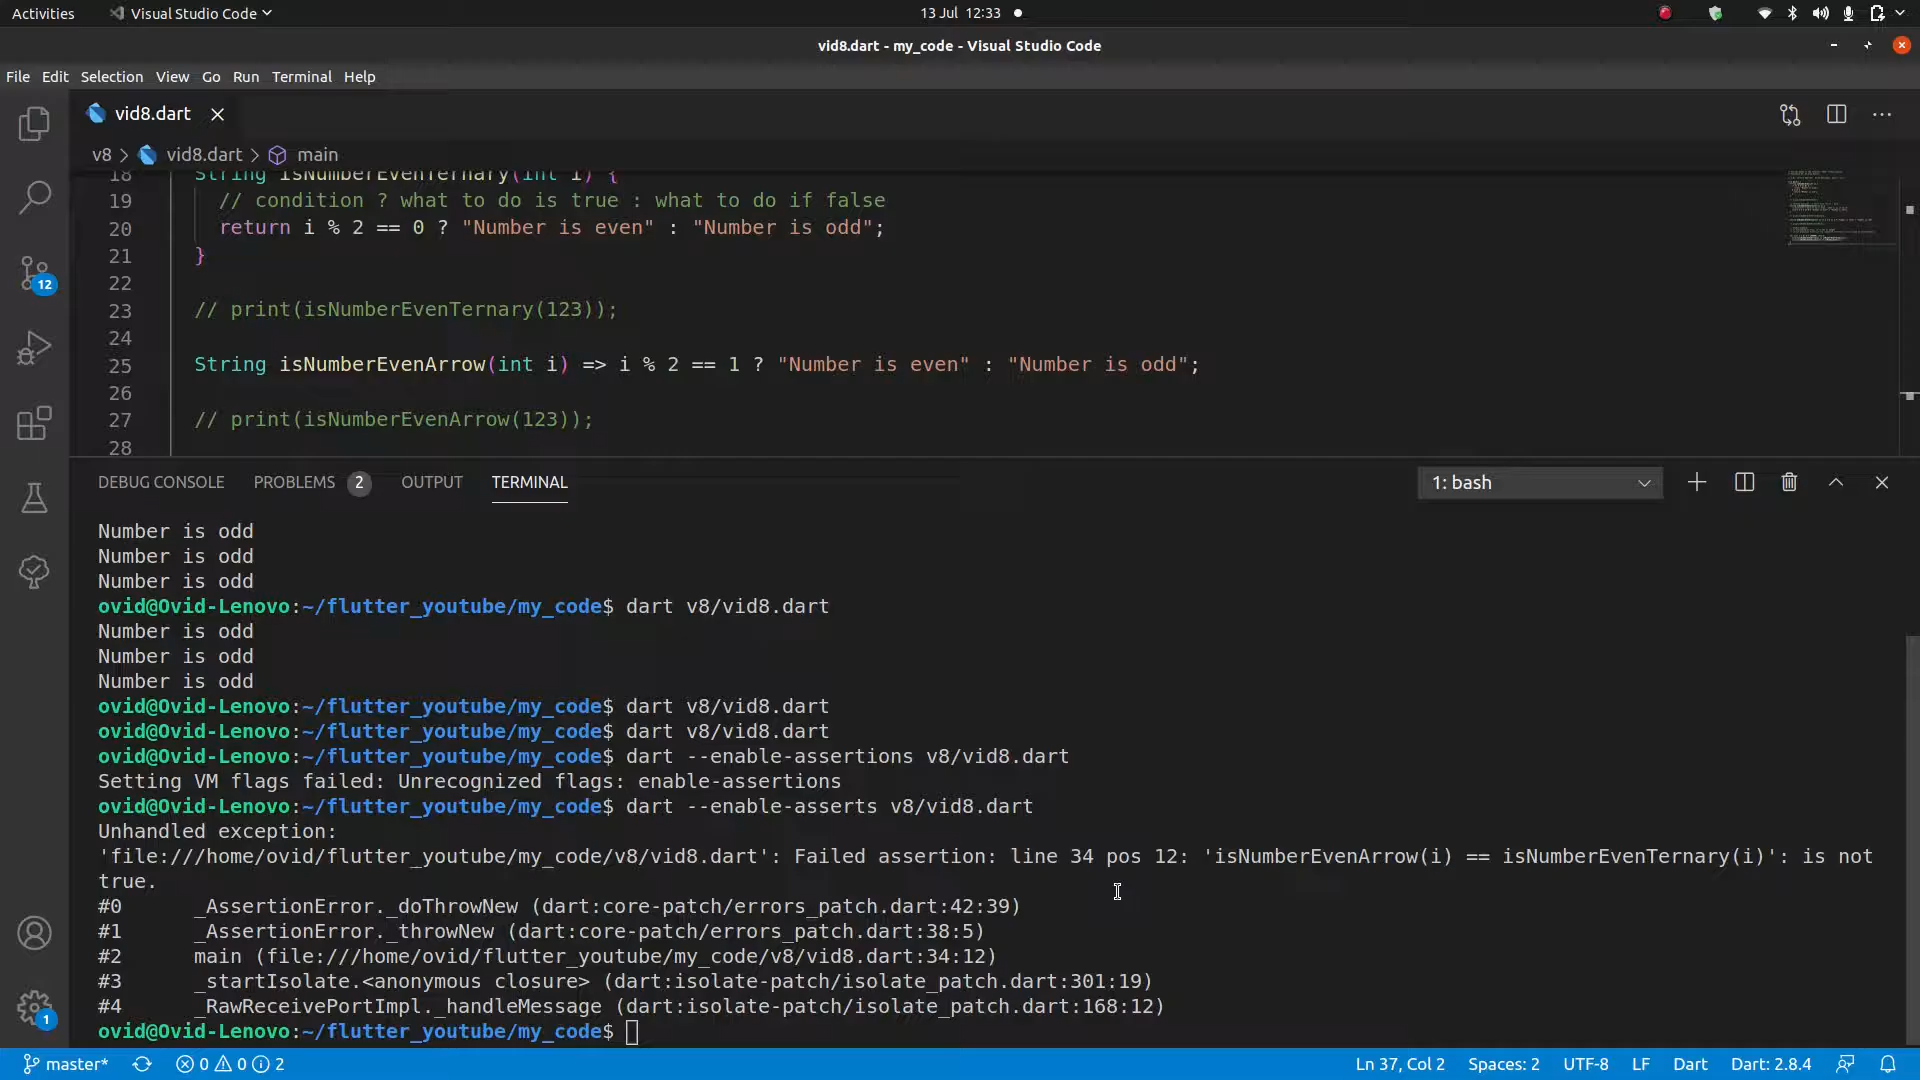 Activities
Visual Studio Code
13 Jul 12:33
vid8.dart - my_code - Visual Studio Code
File Edit Selection View Go Run Terminal Help
vid8.dart
v8 > vid8.dart > main
18 String isNumberEvenTernary(int i) {
19 // condition ? what to do is true : what to do if false
20 return i % 2 == 0 ? "Number is even" : "Number is odd";
21 }
22
23 // print(isNumberEvenTernary(123));
24
25 String isNumberEvenArrow(int i) => i % 2 == 1 ? "Number is even" : "Number is odd";
26
27 // print(isNumberEvenArrow(123));
28
12
1
DEBUG CONSOLE PROBLEMS 2 OUTPUT TERMINAL 1: bash
Number is odd
Number is odd
Number is odd
ovid@Ovid-Lenovo:~/flutter_youtube/my_code$ dart v8/vid8.dart
Number is odd
Number is odd
Number is odd
ovid@Ovid-Lenovo:~/flutter_youtube/my_code$ dart v8/vid8.dart
ovid@Ovid-Lenovo:~/flutter_youtube/my_code$ dart v8/vid8.dart
ovid@Ovid-Lenovo:~/flutter_youtube/my_code$ dart --enable-assertions v8/vid8.dart
Setting VM flags failed: Unrecognized flags: enable-assertions
ovid@Ovid-Lenovo:~/flutter_youtube/my_code$ dart --enable-asserts v8/vid8.dart
Unhandled exception:
'file:///home/ovid/flutter_youtube/my_code/v8/vid8.dart': Failed assertion: line 34 pos 12: 'isNumberEvenArrow(i) == isNumberEvenTernary(i)': is not
true.
#0 _AssertionError._doThrowNew (dart:core-patch/errors_patch.dart:42:39)
#1 _AssertionError._throwNew (dart:core-patch/errors_patch.dart:38:5)
#2 main (file:///home/ovid/flutter_youtube/my_code/v8/vid8.dart:34:12)
#3 _startIsolate.<anonymous closure> (dart:isolate-patch/isolate_patch.dart:301:19)
#4 _RawReceivePortImpl._handleMessage (dart:isolate-patch/isolate_patch.dart:168:12)
ovid@Ovid-Lenovo:~/flutter_youtube/my_code$
master* 0 0 2 Ln 37, Col 2 Spaces: 2 UTF-8 LF Dart Dart: 2.8.4